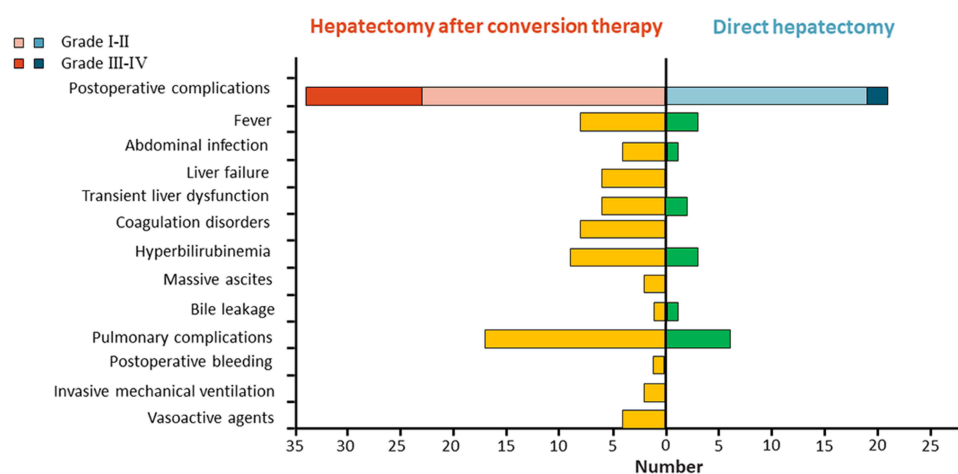 Hepatectomy after conversion therapy
Direct hepatectomy
Grade I-II
Grade III-IV
Postoperative complications
Fever
Abdominal infection
Liver failure
Transient liver dysfunction
Coagulation disorders
Hyperbilirubinemia
Massive ascites
Bile leakage
Pulmonary complications
Postoperative bleeding
Invasive mechanical ventilation
Vasoactive agents
35 30 25 20 15 10 5 0 5 10 15 20 25
Number